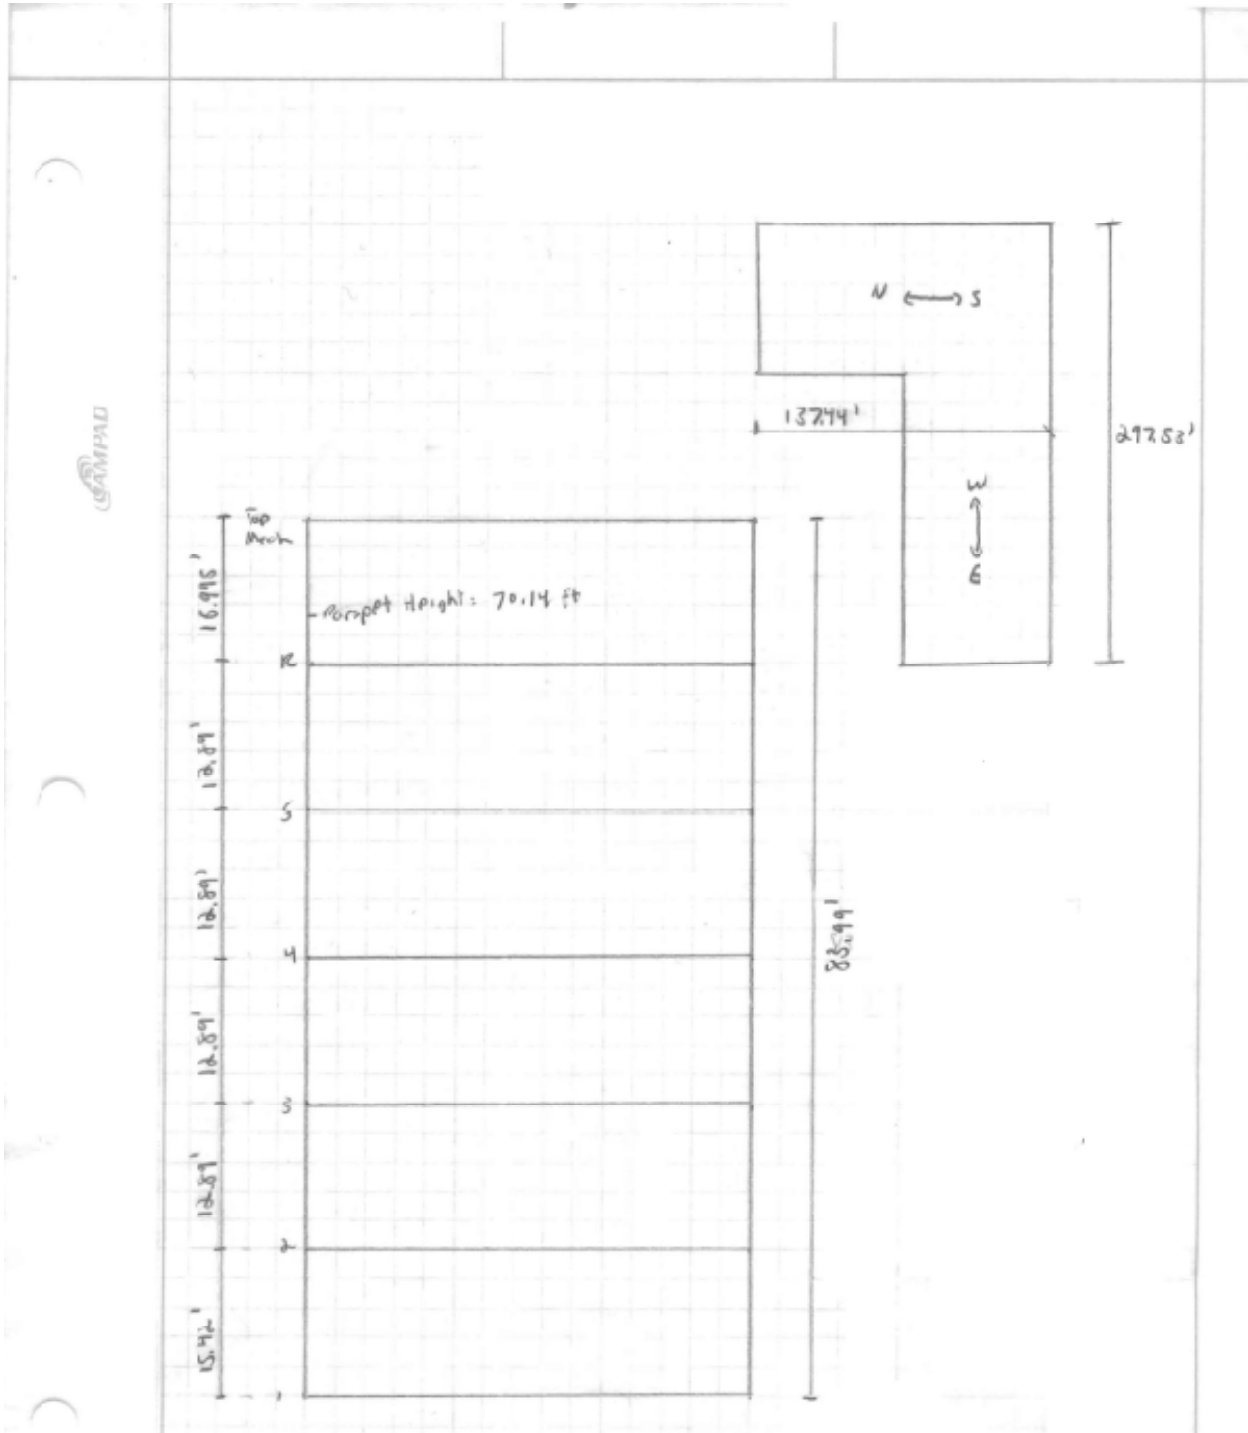 N ⟷ S
137.44'
297.53'
W
E
Top
Mech
Parapet Height: 70.14 ft
16.995'
R
12.89'
5
12.89'
4
83.99'
12.89'
3
12.89'
2
15.42'
1
AMPAD